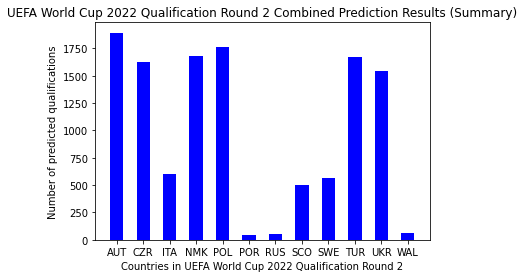 UEFA World Cup 2022 Qualification Round 2 Combined Prediction Results (Summary)
Number of predicted qualifications
1750
1500
1250
1000
750
500
250
0
AUT CZR ITA NMK POL POR RUS SCO SWE TUR UKR WAL
Countries in UEFA World Cup 2022 Qualification Round 2